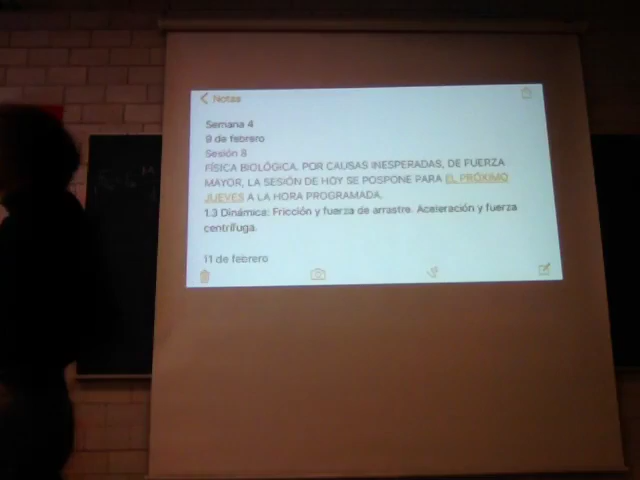 Notas
Semana 4
9 de febrero
Sesión 8
FÍSICA BIOLÓGICA, POR CAUSAS INESPERADAS, DE FUERZA
MAYOR, LA SESIÓN DE HOY SE POSPONE PARA EL PRÓXIMO
JUEVES A LA HORA PROGRAMADA.
1.3 Dinámica: Fricción y fuerza de arrastre. Aceleración y fuerza
centrífuga.
11 de febrero